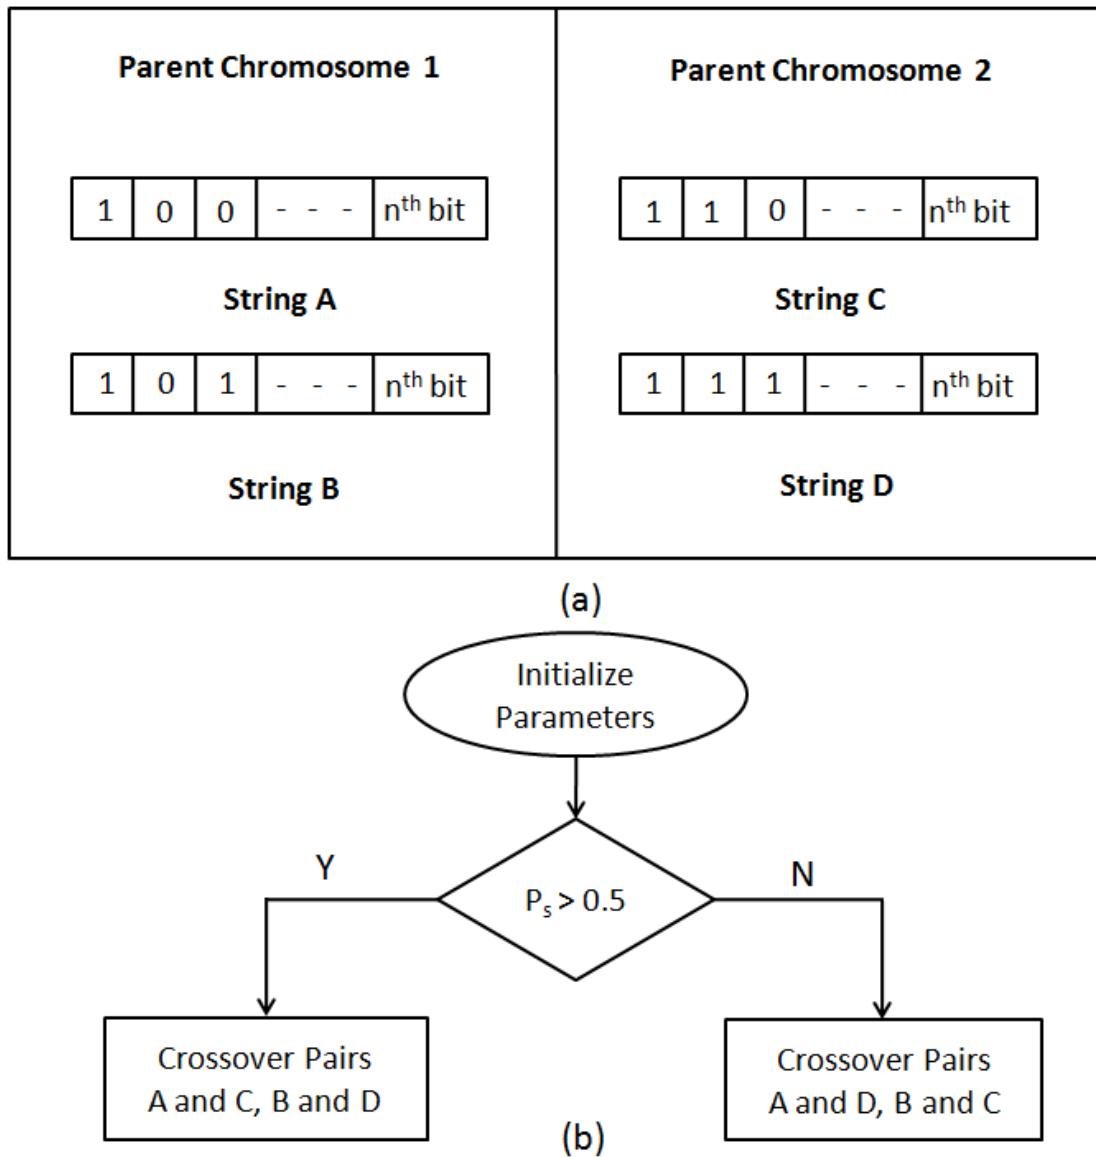 Parent Chromosome 1
Parent Chromosome 2
1 0 0 - - - nth bit
1 1 0 - - - nth bit
String A
String C
1 0 1 - - - nth bit
1 1 1 - - - nth bit
String B
String D
(a)
Initialize
Parameters
Y
N
Ps > 0.5
Crossover Pairs
A and C, B and D
Crossover Pairs
A and D, B and C
(b)